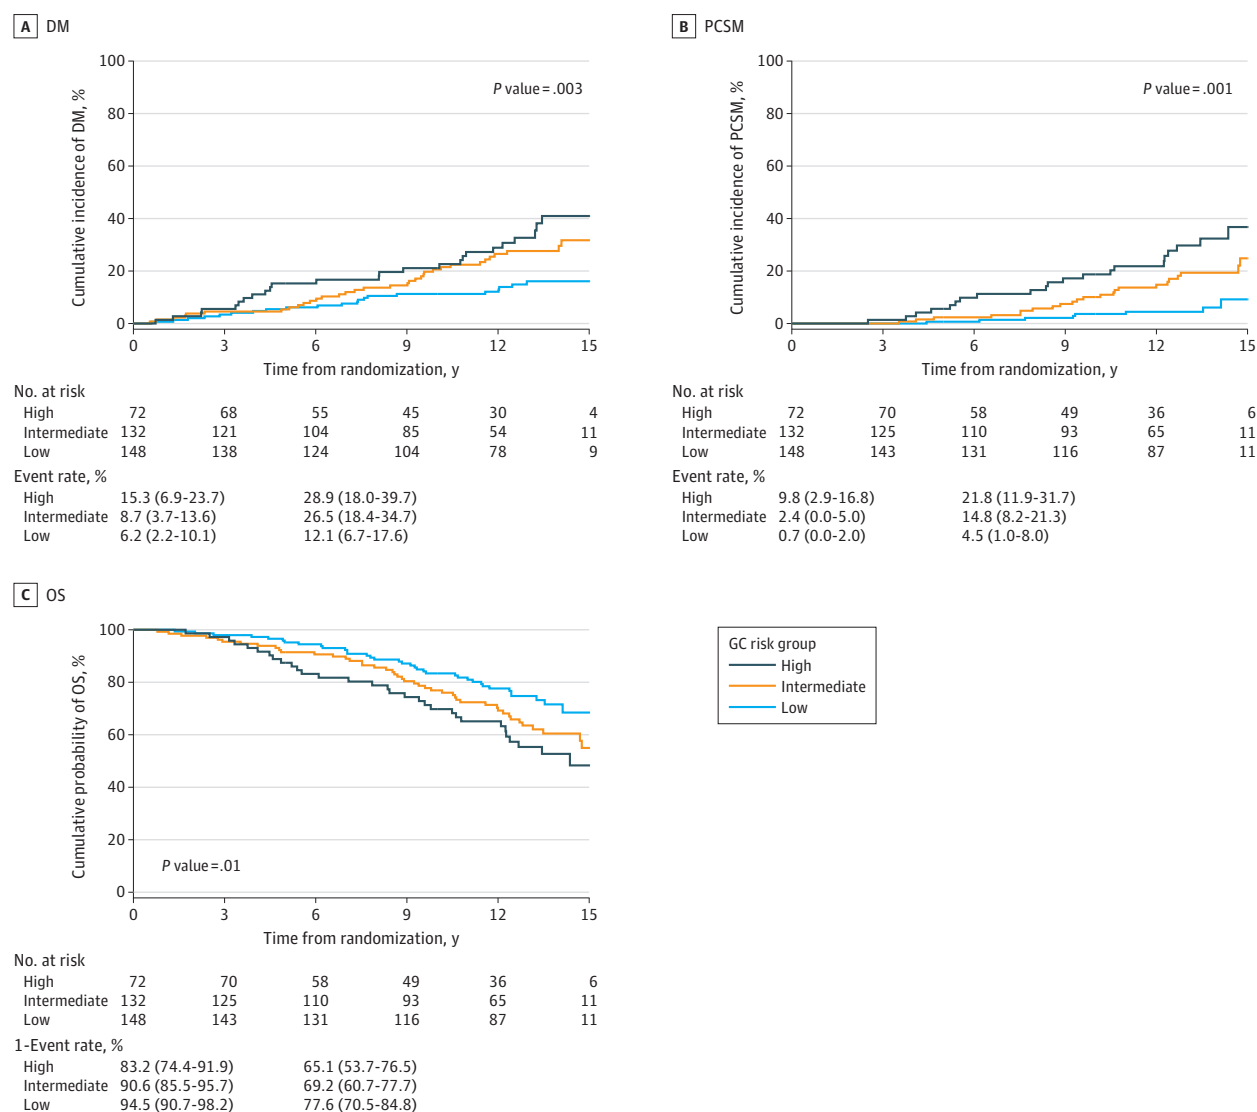 A DM
Cumulative incidence of DM, %
100
80
60
40
20
0
P value = .003
0 3 6 9 12 15
Time from randomization, y
No. at risk
High 72 68 55 45 30 4
Intermediate 132 121 104 85 54 11
Low 148 138 124 104 78 9
Event rate, %
High 15.3 (6.9-23.7) 28.9 (18.0-39.7)
Intermediate 8.7 (3.7-13.6) 26.5 (18.4-34.7)
Low 6.2 (2.2-10.1) 12.1 (6.7-17.6)
B PCSM
Cumulative incidence of PCSM, %
100
80
60
40
20
0
P value = .001
0 3 6 9 12 15
Time from randomization, y
No. at risk
High 72 70 58 49 36 6
Intermediate 132 125 110 93 65 11
Low 148 143 131 116 87 11
Event rate, %
High 9.8 (2.9-16.8) 21.8 (11.9-31.7)
Intermediate 2.4 (0.0-5.0) 14.8 (8.2-21.3)
Low 0.7 (0.0-2.0) 4.5 (1.0-8.0)
C OS
Cumulative probability of OS, %
100
80
60
40
20
0
P value = .01
0 3 6 9 12 15
Time from randomization, y
No. at risk
High 72 70 58 49 36 6
Intermediate 132 125 110 93 65 11
Low 148 143 131 116 87 11
1-Event rate, %
High 83.2 (74.4-91.9) 65.1 (53.7-76.5)
Intermediate 90.6 (85.5-95.7) 69.2 (60.7-77.7)
Low 94.5 (90.7-98.2) 77.6 (70.5-84.8)
GC risk group
High
Intermediate
Low